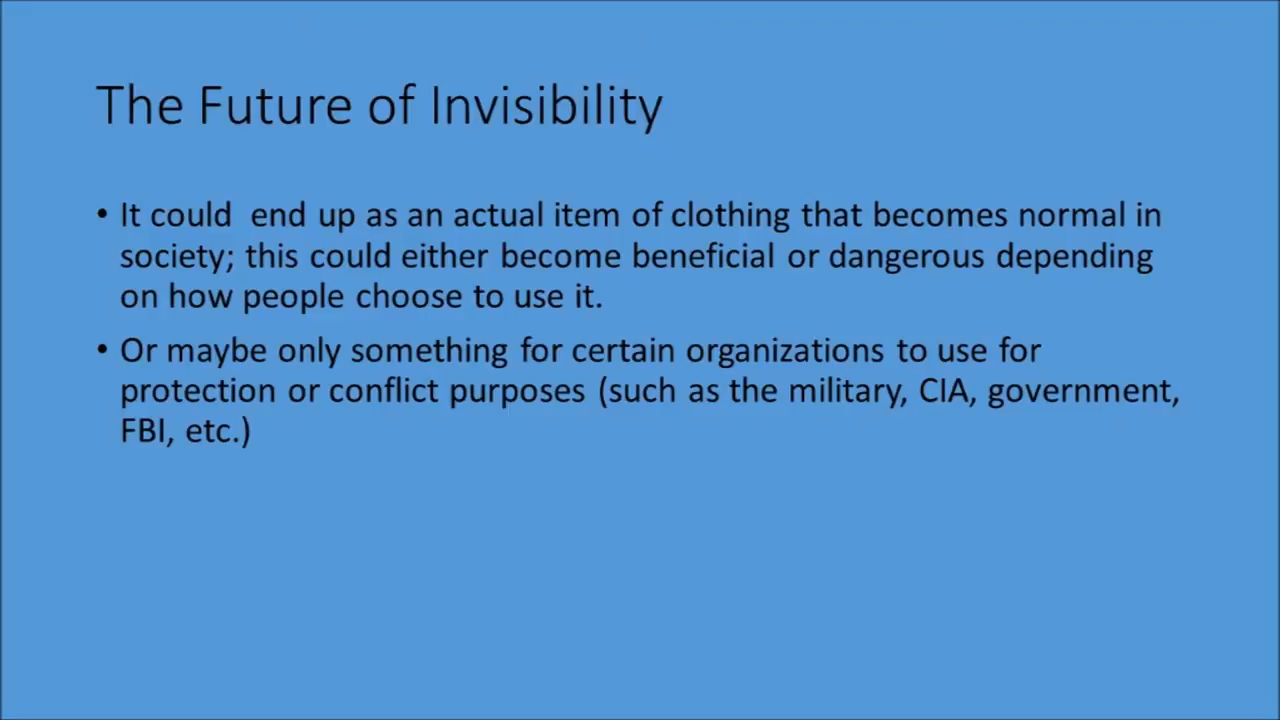 The Future of Invisibility
• It could  end up as an actual item of clothing that becomes normal in
society; this could either become beneficial or dangerous depending
on how people choose to use it.
• Or maybe only something for certain organizations to use for
protection or conflict purposes (such as the military, CIA, government,
FBI, etc.)